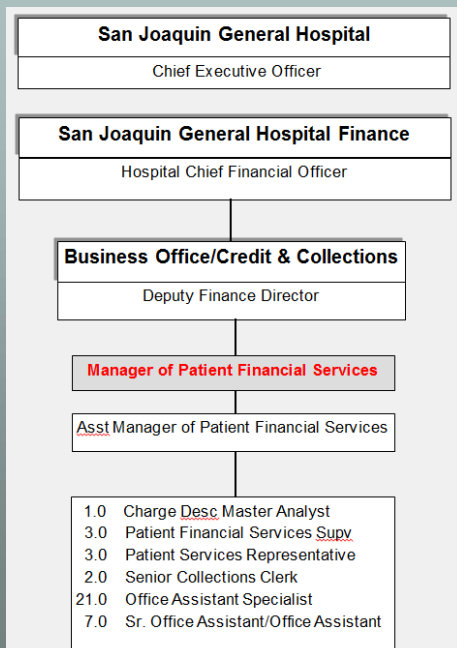 San Joaquin General Hospital
Chief Executive Officer
San Joaquin General Hospital Finance
Hospital Chief Financial Officer
Business Office/Credit & Collections
Deputy Finance Director
Manager of Patient Financial Services
Asst Manager of Patient Financial Services
1.0 Charge Desc Master Analyst
3.0 Patient Financial Services Supv
3.0 Patient Services Representative
2.0 Senior Collections Clerk
21.0 Office Assistant Specialist
7.0 Sr. Office Assistant/Office Assistant